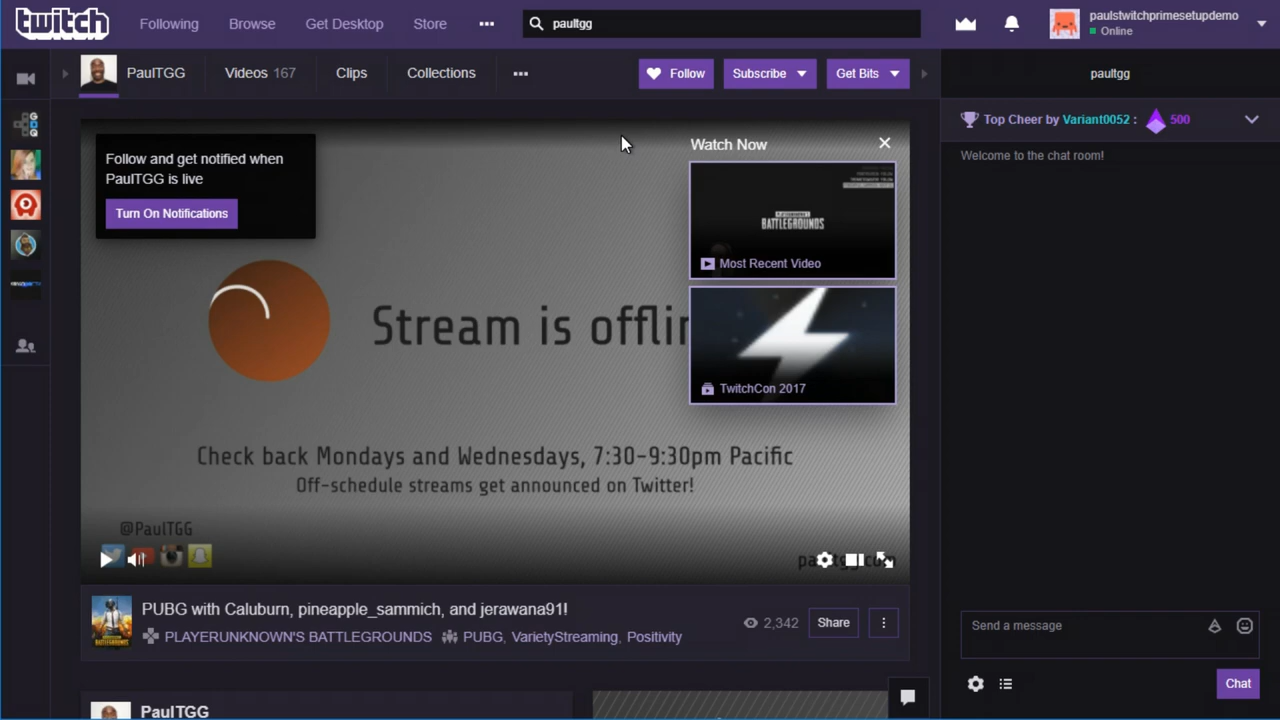 twitch
Following
Browse
Get Desktop
Store
paultgg
paulstwitchprimesetupdemo
Online
PaulTGG
Videos 167
Clips
Collections
Follow
Subscribe
Get Bits
paultgg
Top Cheer by Variant0052 : 500
Welcome to the chat room!
Follow and get notified when
PaulTGG is live
Turn On Notifications
Watch Now
BATTLEGROUNDS
Most Recent Video
TwitchCon 2017
Stream is offlin
Check back Mondays and Wednesdays, 7:30-9:30pm Pacific
Off-schedule streams get announced on Twitter!
@PaulTGG
paultgg.com
PUBG with Caluburn, pineapple_sammich, and jerawana91!
PLAYERUNKNOWN'S BATTLEGROUNDS PUBG, VarietyStreaming, Positivity
2,342
Share
Send a message
Chat
PaulTGG